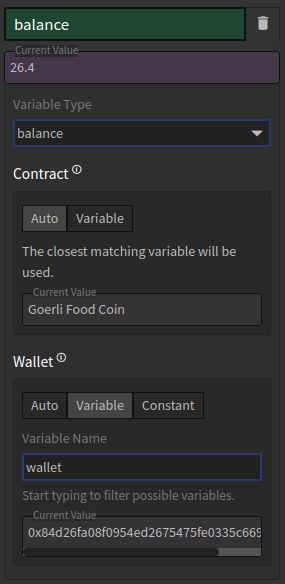 balance
Current Value
26.4
Variable Type
balance
Contract
Auto Variable
The closest matching variable will be
used.
Current Value
Goerli Food Coin
Wallet
Auto Variable Constant
Variable Name
wallet
Start typing to filter possible variables.
Current Value
0x84d26fa08f0954ed2675475fe0335c669